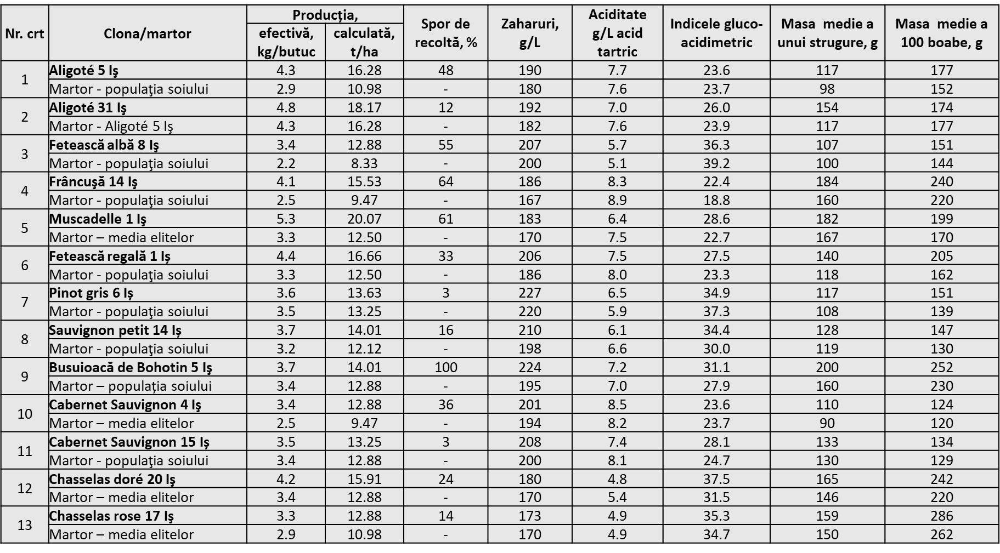 Nr. crt Clona/martor Producția, Spor de recoltă, % Zaharuri, g/L Aciditate g/L acid tartric Indicele gluco-acidimetric Masa medie a unui strugure, g Masa medie a 100 boabe, g
efectivă, kg/butuc calculată, t/ha
1 Aligoté 5 Iş 4.3 16.28 48 190 7.7 23.6 117 177
Martor - populaţia soiului 2.9 10.98 - 180 7.6 23.7 98 152
2 Aligoté 31 Iş 4.8 18.17 12 192 7.0 26.0 154 174
Martor - Aligoté 5 Iş 4.3 16.28 - 182 7.6 23.9 117 177
3 Fetească albă 8 Iş 3.4 12.88 55 207 5.7 36.3 107 151
Martor - populaţia soiului 2.2 8.33 - 200 5.1 39.2 100 144
4 Frâncuşă 14 Iş 4.1 15.53 64 186 8.3 22.4 184 240
Martor - populaţia soiului 2.5 9.47 - 167 8.9 18.8 160 220
5 Muscadelle 1 Iş 5.3 20.07 61 183 6.4 28.6 182 199
Martor – media elitelor 3.3 12.50 - 170 7.5 22.7 167 170
6 Fetească regală 1 Iș 4.4 16.66 33 206 7.5 27.5 140 205
Martor - populaţia soiului 3.3 12.50 - 186 8.0 23.3 118 162
7 Pinot gris 6 Iș 3.6 13.63 3 227 6.5 34.9 117 151
Martor - populaţia soiului 3.5 13.25 - 220 5.9 37.3 108 139
8 Sauvignon petit 14 Iș 3.7 14.01 16 210 6.1 34.4 128 147
Martor - populaţia soiului 3.2 12.12 - 198 6.6 30.0 119 130
9 Busuioacă de Bohotin 5 Iş 3.7 14.01 100 224 7.2 31.1 200 252
Martor – populația soiului 3.4 12.88 - 195 7.0 27.9 160 230
10 Cabernet Sauvignon 4 Iş 3.4 12.88 36 201 8.5 23.6 110 124
Martor – media elitelor 2.5 9.47 - 194 8.2 23.7 90 120
11 Cabernet Sauvignon 15 Iș 3.5 13.25 3 208 7.4 28.1 133 134
Martor - populaţia soiului 3.4 12.88 - 200 8.1 24.7 130 129
12 Chasselas doré 20 Iş 4.2 15.91 24 180 4.8 37.5 165 242
Martor – media elitelor 3.4 12.88 - 170 5.4 31.5 146 220
13 Chasselas rose 17 Iş 3.3 12.88 14 173 4.9 35.3 159 286
Martor – media elitelor 2.9 10.98 - 170 4.9 34.7 150 262